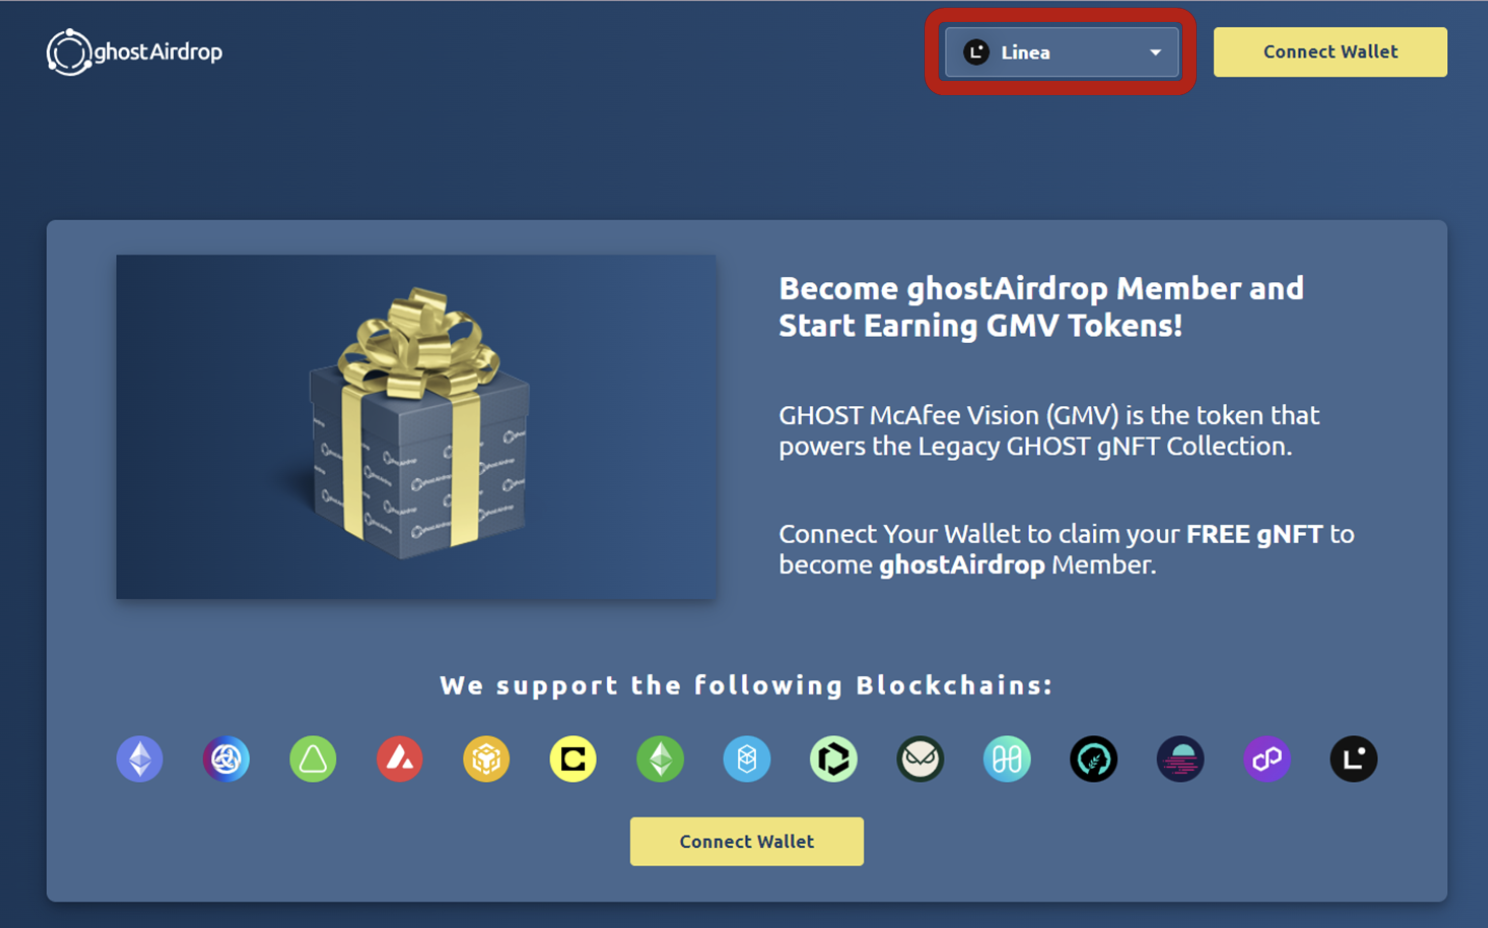 ghostAirdrop
Linea
Connect Wallet
Become ghostAirdrop Member and
Start Earning GMV Tokens!
GHOST McAfee Vision (GMV) is the token that
powers the Legacy GHOST gNFT Collection.
Connect Your Wallet to claim your FREE gNFT to
become ghostAirdrop Member.
We support the following Blockchains:
Connect Wallet